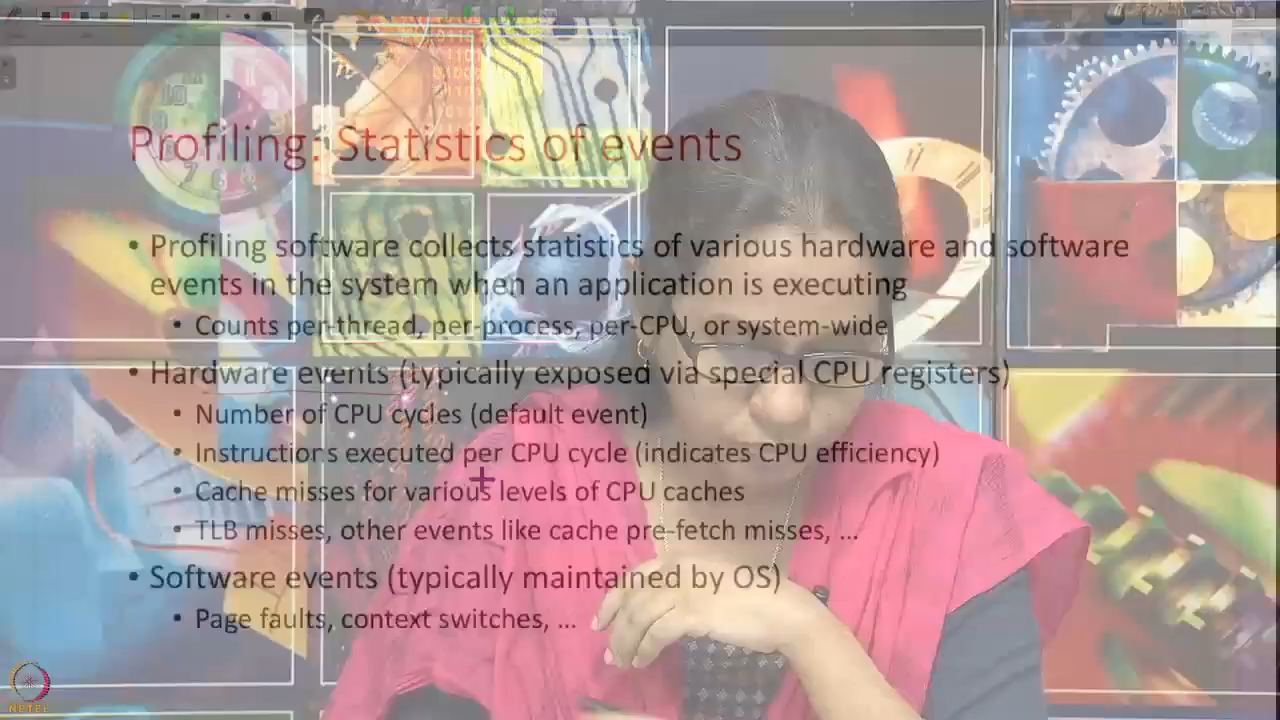 Profiling: Statistics of events
• Profiling software collects statistics of various hardware and software
events in the system when an application is executing
• Counts per-thread, per-process, per-CPU, or system-wide
• Hardware events (typically exposed via special CPU registers)
• Number of CPU cycles (default event)
• Instructions executed per CPU cycle (indicates CPU efficiency)
• Cache misses for various levels of CPU caches
• TLB misses, other events like cache pre-fetch misses, ...
• Software events (typically maintained by OS)
• Page faults, context switches, ...
NPTEL